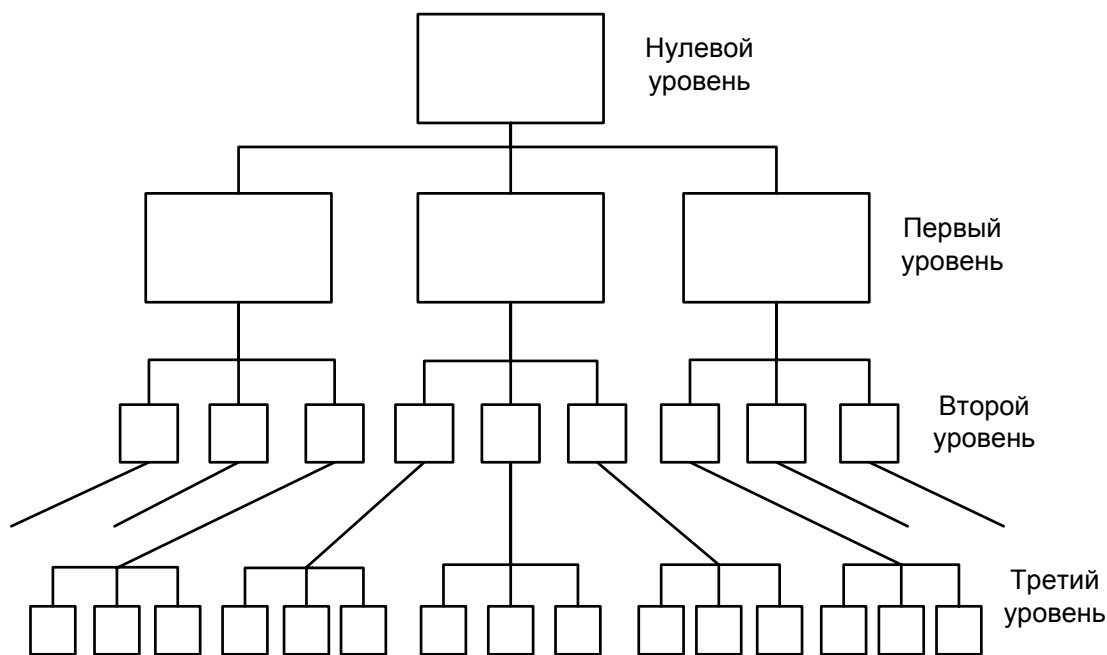 Нулевой
уровень
Первый
уровень
Второй
уровень
Третий
уровень